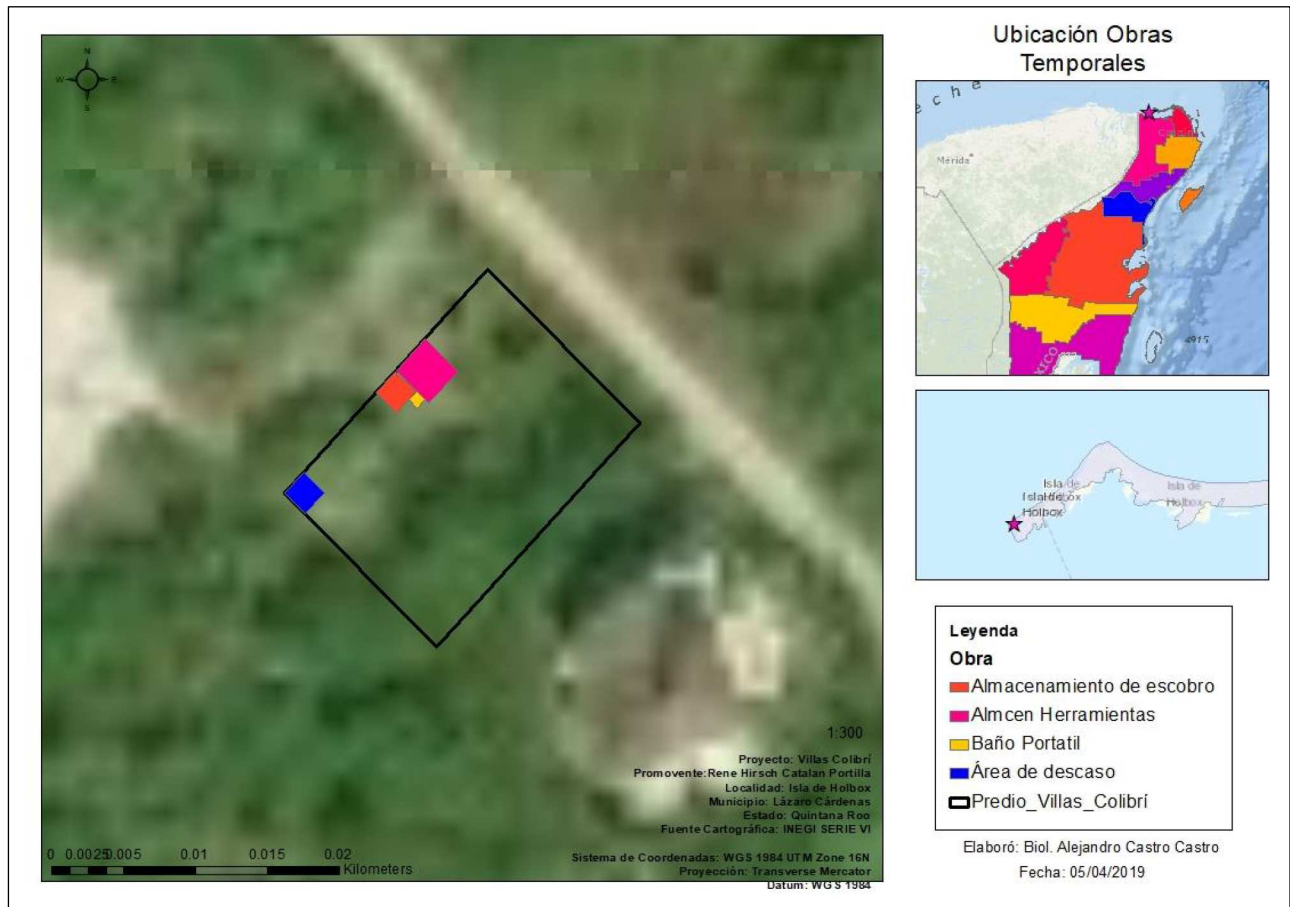 Ubicación Obras
Temporales
N
W
E
S
e c h e
Mérida
4915
Isla de
Isla de
Holbox
Holbox
Isla de
1:300
Proyecto: Villas Colibrí
Promovente:Rene Hirsch Catalan Portilla
Localidad: Isla de Holbox
Municipio: Lázaro Cárdenas
Estado: Quintana Roo
Fuente Cartográfica: INEGI SERIE VI
Sistema de Coordenadas: WGS 1984 UTM Zone 16N
Proyección: Transverse Mercator
Datum: WGS 1984
0 0.0025 0.005 0.01 0.015 0.02
Kilometers
Leyenda
Obra
Almacenamiento de escobro
Almcen Herramientas
Baño Portatil
Área de descaso
Predio_Villas_Colibrí
Elaboró: Biol. Alejandro Castro Castro
Fecha: 05/04/2019